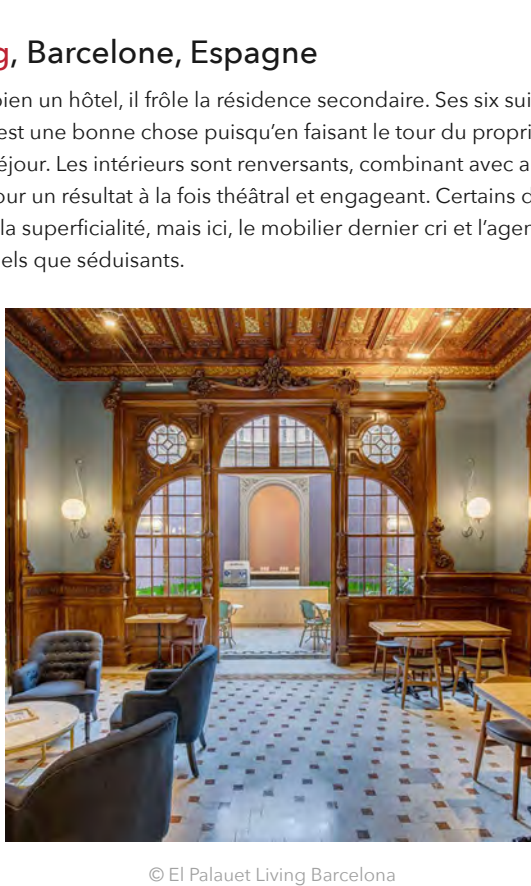 g, Barcelone, Espagne
bien un hôtel, il frôle la résidence secondaire. Ses six sui
est une bonne chose puisqu'en faisant le tour du propri
éjour. Les intérieurs sont renversants, combinant avec a
our un résultat à la fois théâtral et engageant. Certains d
la superficialité, mais ici, le mobilier dernier cri et l'agen
els que séduisants.
© El Palauet Living Barcelona